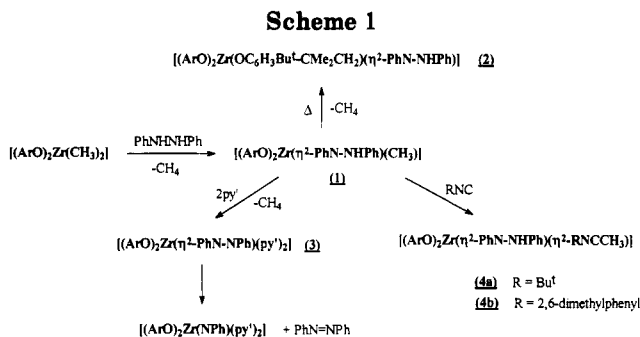 Scheme 1
[(ArO)₂Zr(OC₆H₃Buᵗ-CMe₂CH₂)(η²-PhN-NHPh)] (2)
Δ -CH₄
[(ArO)₂Zr(CH₃)₂] PhNHNHPh -CH₄ [(ArO)₂Zr(η²-PhN-NHPh)(CH₃)]
(1)
2py' -CH₄ RNC
[(ArO)₂Zr(η²-PhN-NPh)(py')₂] (3) [(ArO)₂Zr(η²-PhN-NHPh)(η²-RNCCH₃)]
(4a) R = Buᵗ
(4b) R = 2,6-dimethylphenyl
[(ArO)₂Zr(NPh)(py')₂] + PhN=NPh